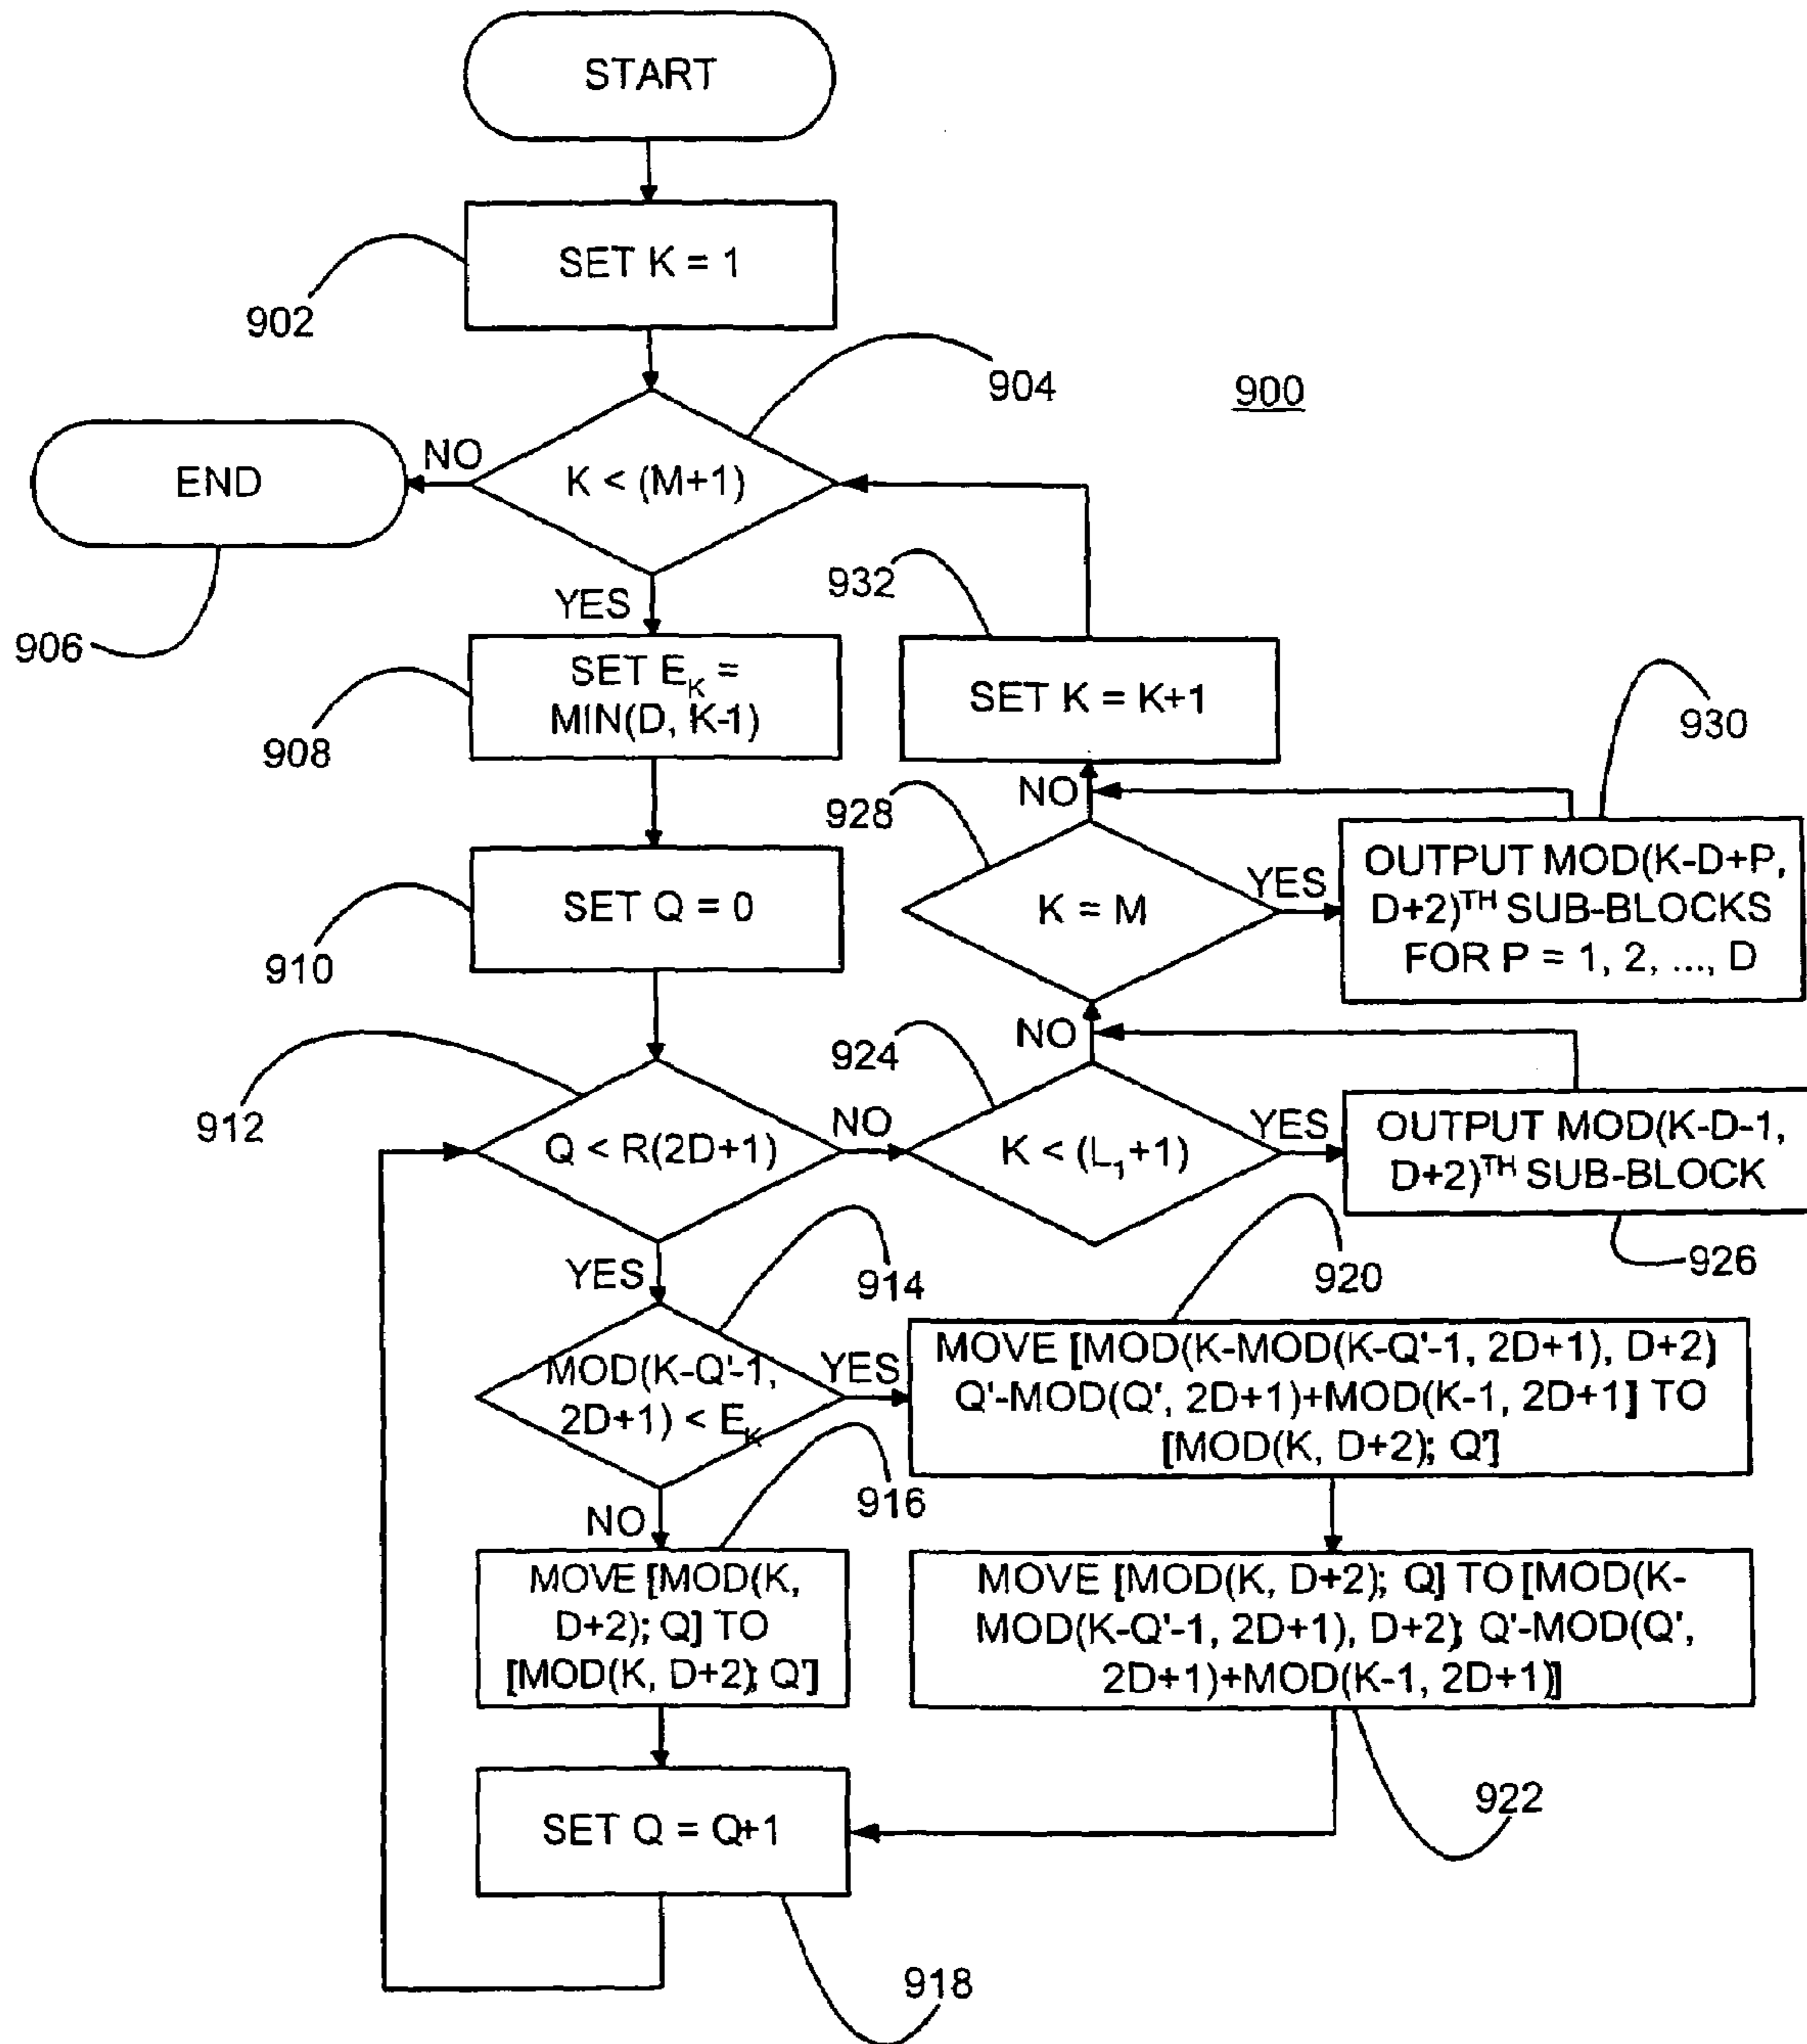 START
SET K = 1
902
904
900
K < (M+1)
NO
END
906
YES
932
SET E_K =
MIN(D, K-1)
908
SET K = K+1
930
NO
928
OUTPUT MOD(K-D+P,
D+2)^TH SUB-BLOCKS
FOR P = 1, 2, ..., D
YES
K = M
SET Q = 0
910
912
924
NO
Q < R(2D+1)
NO
K < (L_1+1)
YES
OUTPUT MOD(K-D-1,
D+2)^TH SUB-BLOCK
926
YES
914
920
MOD(K-Q'-1,
2D+1) < E_K
YES
MOVE [MOD(K-MOD(K-Q'-1, 2D+1), D+2)
Q'-MOD(Q', 2D+1)+MOD(K-1, 2D+1] TO
[MOD(K, D+2); Q']
916
NO
MOVE [MOD(K,
D+2); Q] TO
[MOD(K, D+2); Q']
MOVE [MOD(K, D+2); Q] TO [MOD(K-
MOD(K-Q'-1, 2D+1), D+2); Q'-MOD(Q',
2D+1)+MOD(K-1, 2D+1)]
922
SET Q = Q+1
918